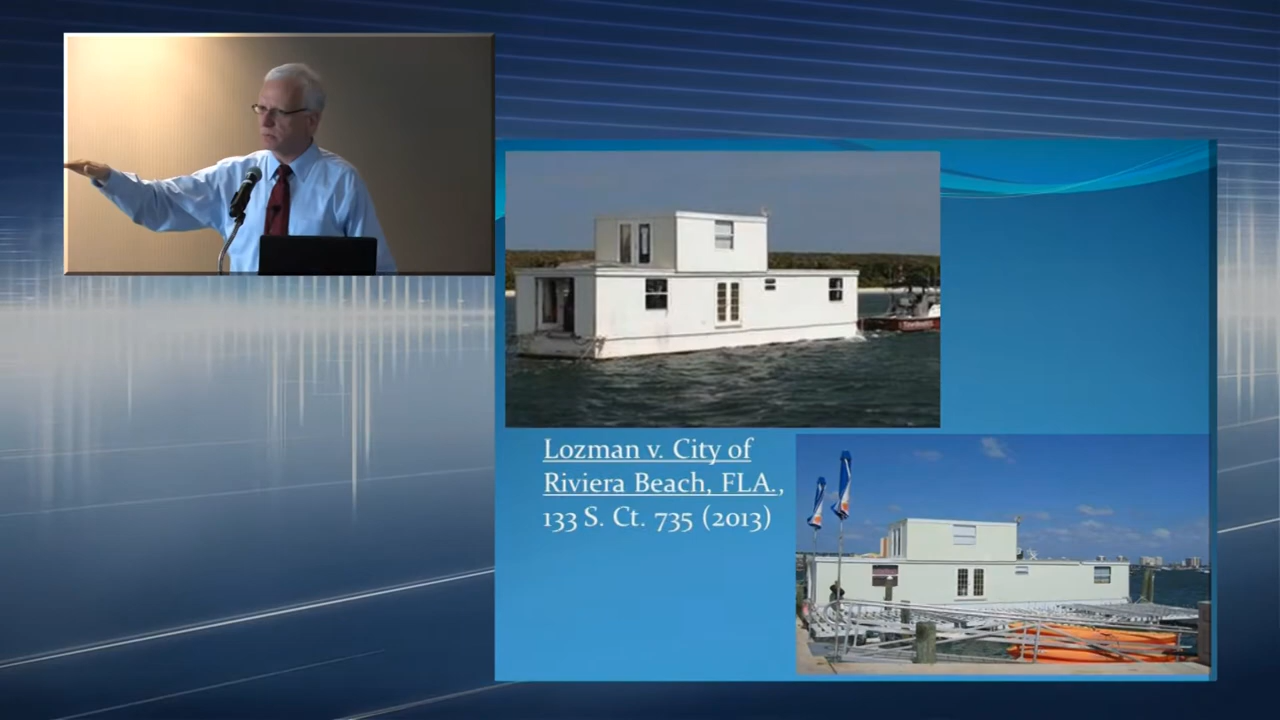 Lozman v. City of
Riviera Beach, FLA.,
133 S. Ct. 735 (2013)